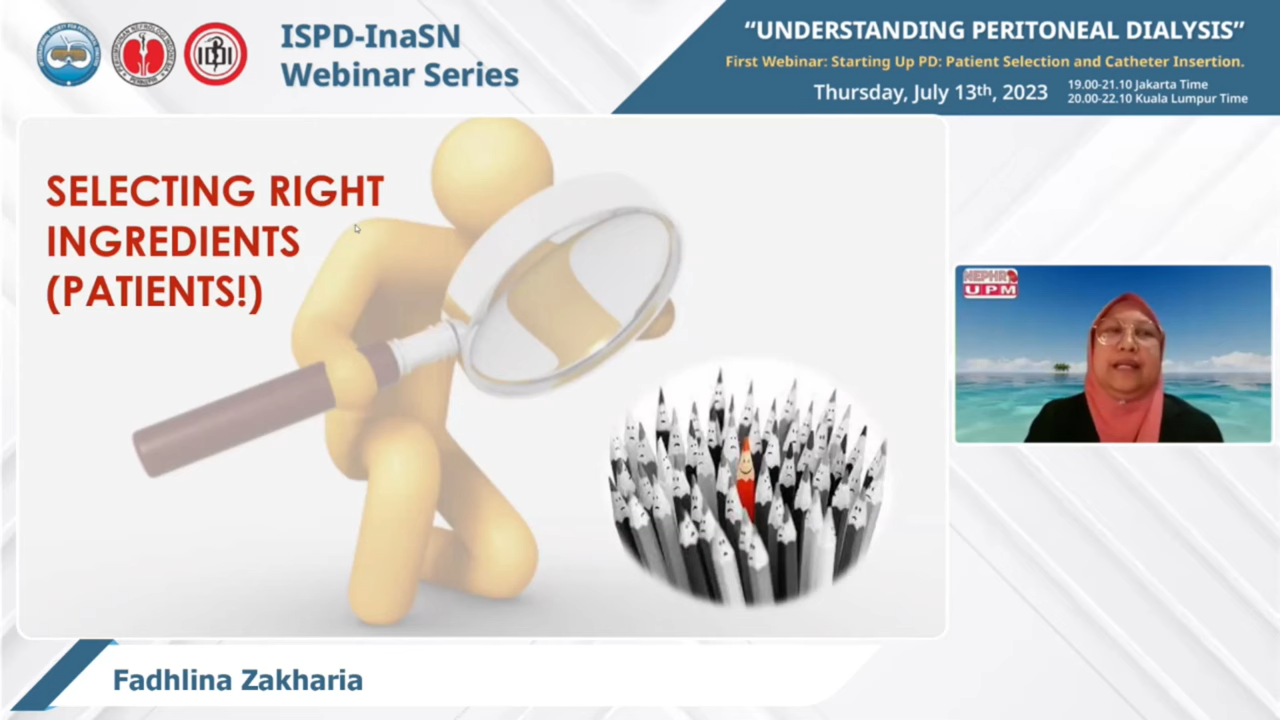 ISPD-InaSN
Webinar Series
“UNDERSTANDING PERITONEAL DIALYSIS”
First Webinar: Starting Up PD: Patient Selection and Catheter Insertion.
Thursday, July 13th, 2023
19.00-21.10 Jakarta Time
20.00-22.10 Kuala Lumpur Time
SELECTING RIGHT
INGREDIENTS
(PATIENTS!)
NEPHRO
UPM
Fadhlina Zakharia